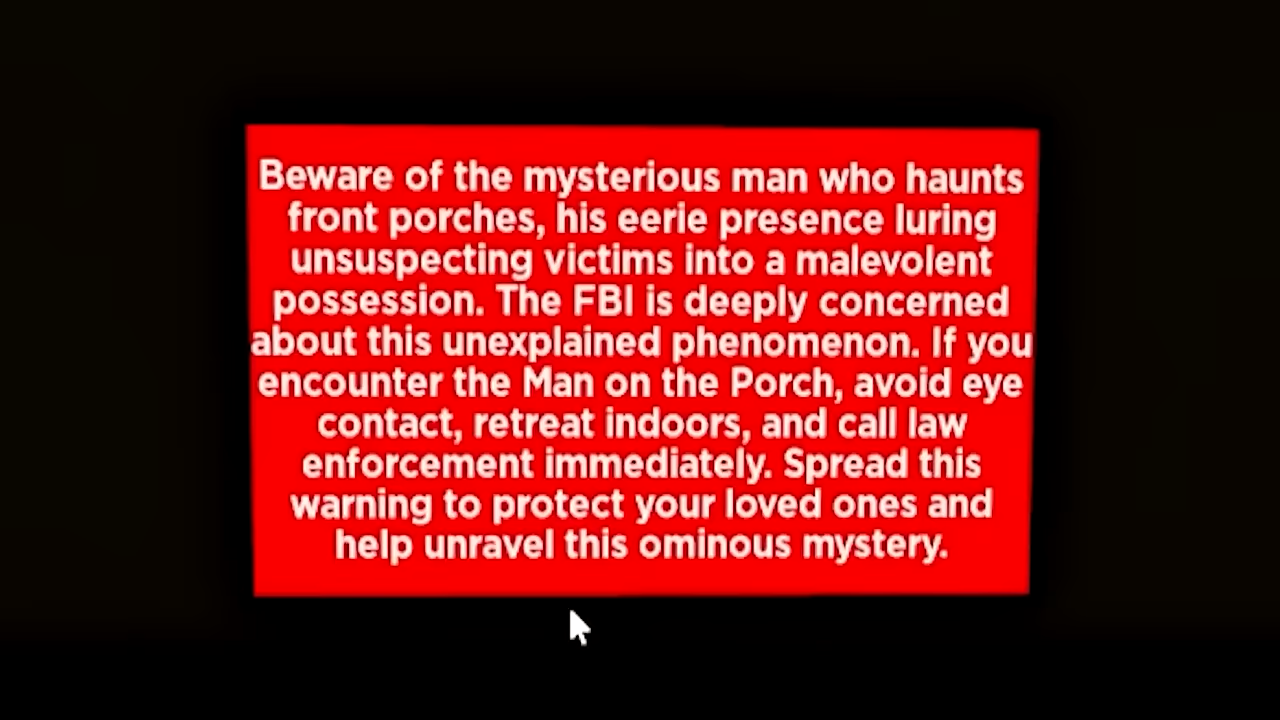 Beware of the mysterious man who haunts
front porches, his eerie presence luring
unsuspecting victims into a malevolent
possession. The FBI is deeply concerned
about this unexplained phenomenon. If you
encounter the Man on the Porch, avoid eye
contact, retreat indoors, and call law
enforcement immediately. Spread this
warning to protect your loved ones and
help unravel this ominous mystery.